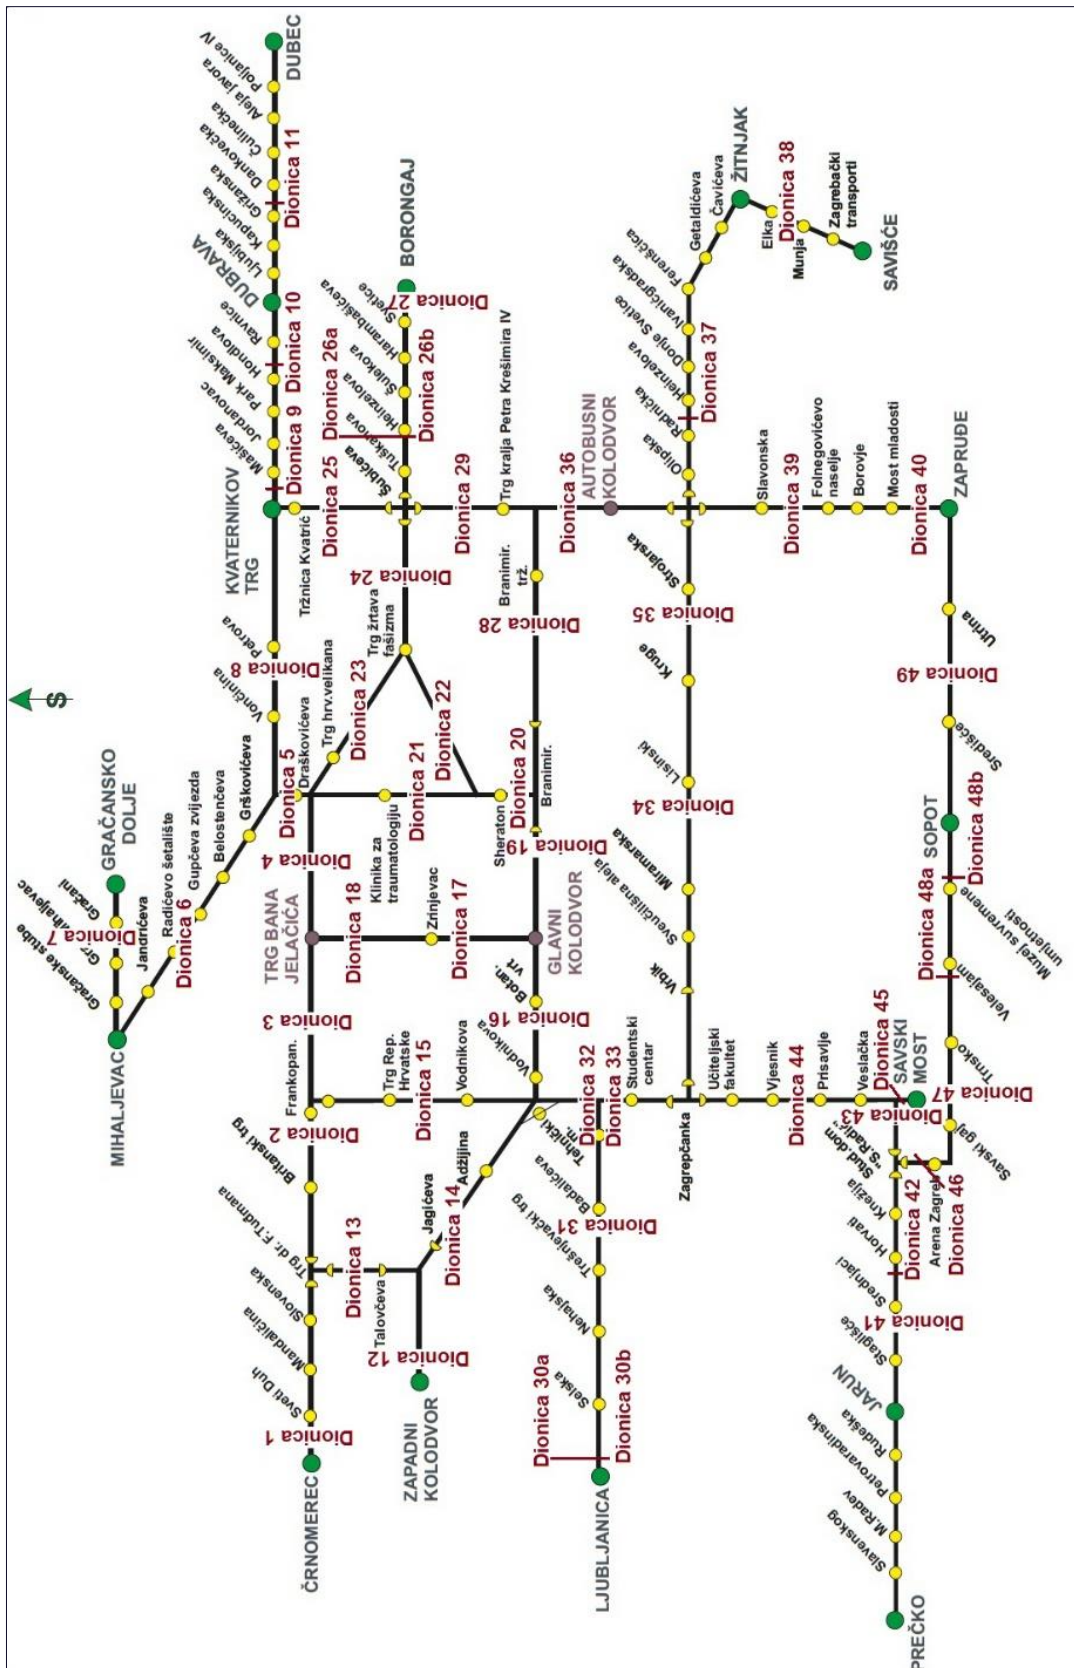 S
GRAČANSKO
DOLJE
MIHALJEVAC
Gračanske stube
Gračani
Dionica 7
Jandrićeva
Dionica 6
Radićevo šetalište
Gupčeva zvijezda
Belostenčeva
Grškovićeva
Dionica 5
Draškovićeva
ČRNOMEREC
Dionica 1
Sveti Duh
Mandaličina
Slovenska
Trg dr. F.Tuđmana
Britanski trg
Dionica 2
Frankopan.
Dionica 3
TRG BANA
JELAČIĆA
Dionica 4
Vončinina
Dionica 8
Petrova
KVATERNIKOV
TRG
Dionica 9
Mašićeva
Jordanovac
Park Maksimir
Hondlova
Dionica 10
Ravnice
DUBRAVA
Ljubijska
Kapucinska
Grižanska
Dionica 11
Dankovečka
Čulinečka
Aleja javora
Poljanice IV
DUBEC
Dionica 13
Talovčeva
ZAPADNI
KOLODVOR
Dionica 12
Jagićeva
Dionica 14
Adžijina
Trg Rep.
Hrvatske
Dionica 15
Vodnikova
Vodnikova
Dionica 16
Botan.
vrt.
GLAVNI
KOLODVOR
Zrinjevac
Dionica 17
Dionica 18
Dionica 19
Branimir.
Dionica 20
Sheraton
Klinika za
traumatologiju
Dionica 21
Dionica 22
Trg hrv.velikana
Dionica 23
Trg žrtava
fašizma
Dionica 24
Tržnica Kvatrić
Dionica 25
Šubićeva
Tuškanova
Dionica 26a
Dionica 26b
Heinzelova
Šulekova
Harambašićeva
Svetice
Dionica 27
BORONGAJ
Dionica 28
Branimir.
trž.
Dionica 29
Trg kralja Petra Krešimira IV
LJUBLJANICA
Dionica 30a
Dionica 30b
Selska
Nehajska
Trešnjevački trg
Dionica 31
Badalićeva
Tehnički
m.
Dionica 32
Dionica 33
Studentski
centar
Zagrepčanka
Vrbik
Sveučilišna aleja
Miramarska
Dionica 34
Lisinski
Kruge
Dionica 35
Strojarska
Dionica 36
AUTOBUSNI
KOLODVOR
Olipska
Radnička
Dionica 37
Heinzelova
Donje Svetice
Ivanićgradska
Ferenščica
Getaldićeva
Čavićeva
ŽITNJAK
Elka
Dionica 38
Munja
Zagrebački
transporti
SAVIŠĆE
Slavonska
Dionica 39
Folnegovićevo
naselje
Borovje
Most mladosti
Dionica 40
ZAPRUĐE
PREČKO
Slavenskog
M.Radev
Petrovaradinska
Rudeška
JARUN
Staglišće
Dionica 41
Srednjaci
Dionica 42
Horvati
Knežija
Stud.dom
"S.Radić"
Dionica 43
Učiteljski
fakultet
Vjesnik
Dionica 44
Prisavlje
Veslačka
Dionica 45
SAVSKI
MOST
Arena Zagreb
Dionica 46
Savski gaj
Dionica 47
Trnsko
Dionica 48a
Velesajam
Muzej suvremene
umjetnosti
SOPOT
Dionica 48b
Središće
Dionica 49
Utrina